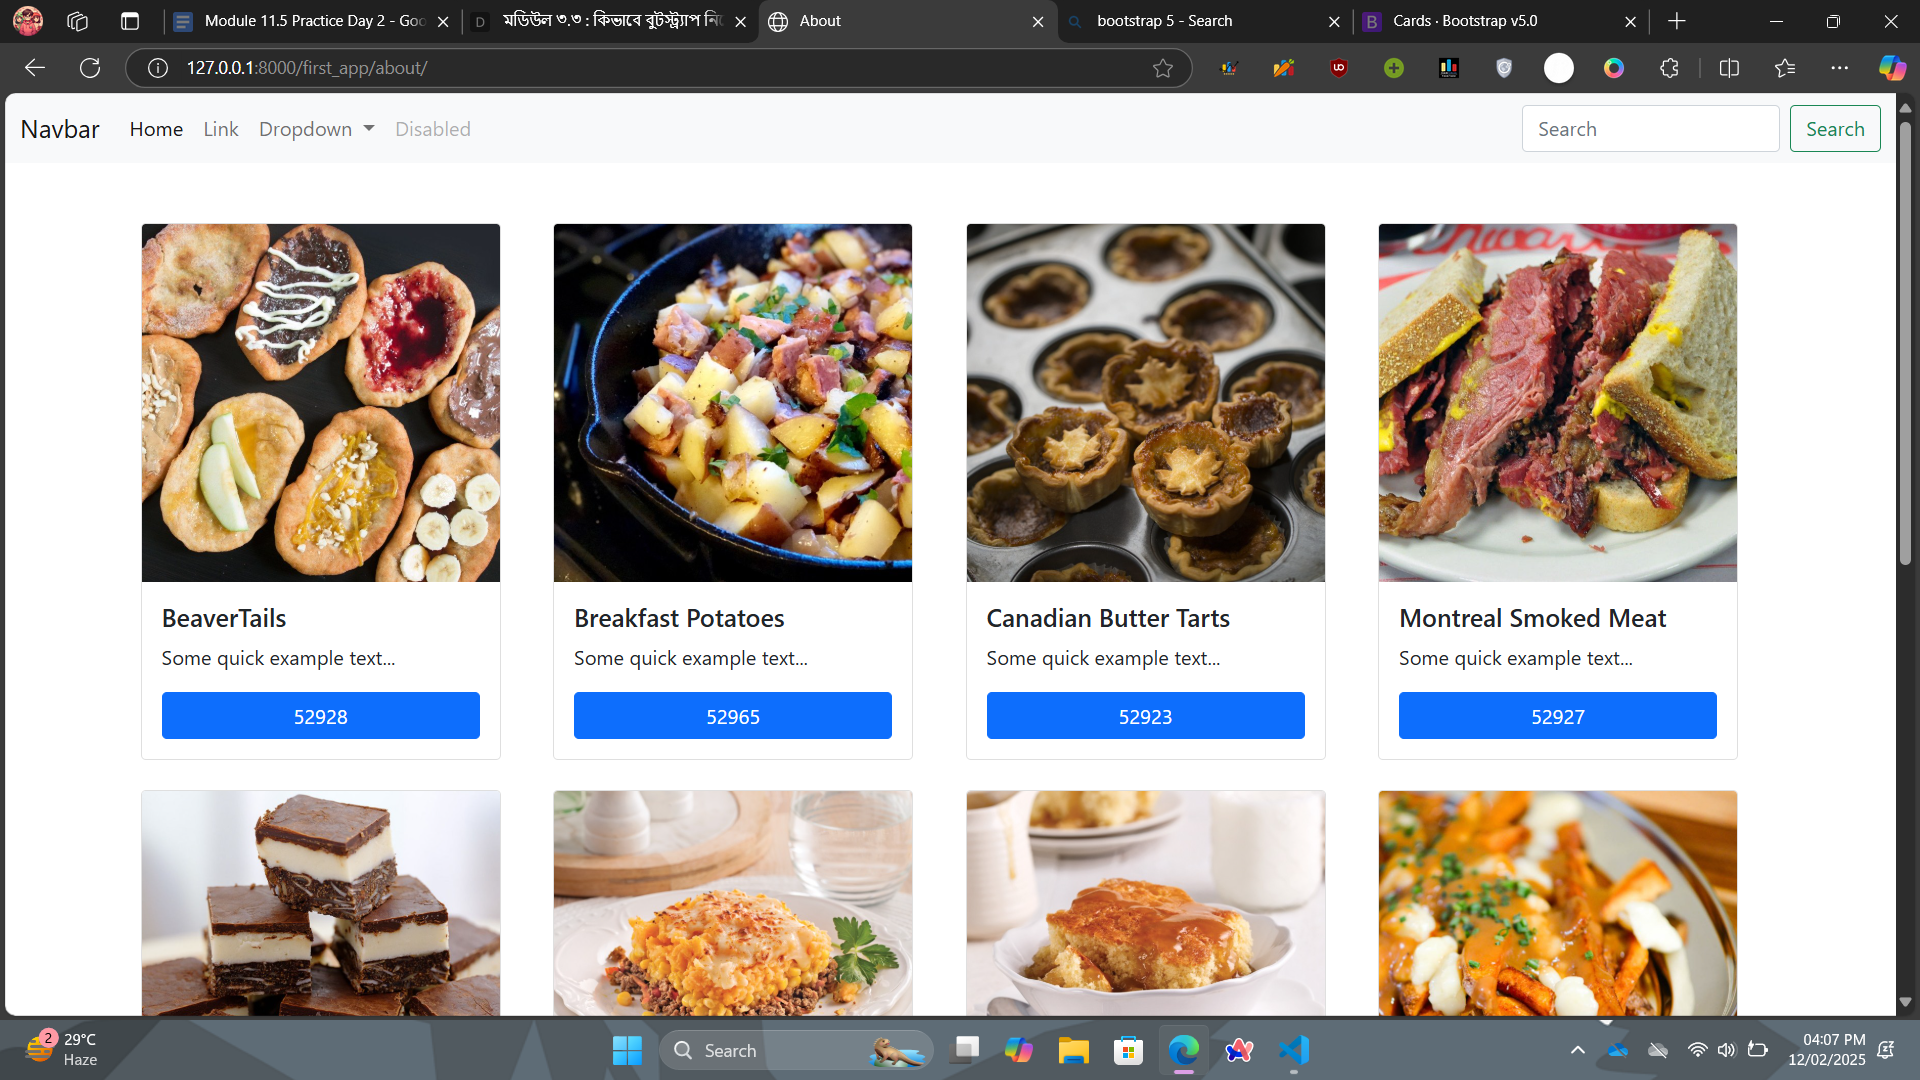 Module 11.5 Practice Day 2 - Goo
মডিউল ৩.৩ : কিভাবে বুটস্ট্র্যাপ নি
About
bootstrap 5 - Search
Cards · Bootstrap v5.0
127.0.0.1:8000/first_app/about/
Navbar
Home
Link
Dropdown
Disabled
Search
Search
BeaverTails
Some quick example text...
52928
Breakfast Potatoes
Some quick example text...
52965
Canadian Butter Tarts
Some quick example text...
52923
Montreal Smoked Meat
Some quick example text...
52927
2
29°C
Haze
Search
04:07 PM
12/02/2025